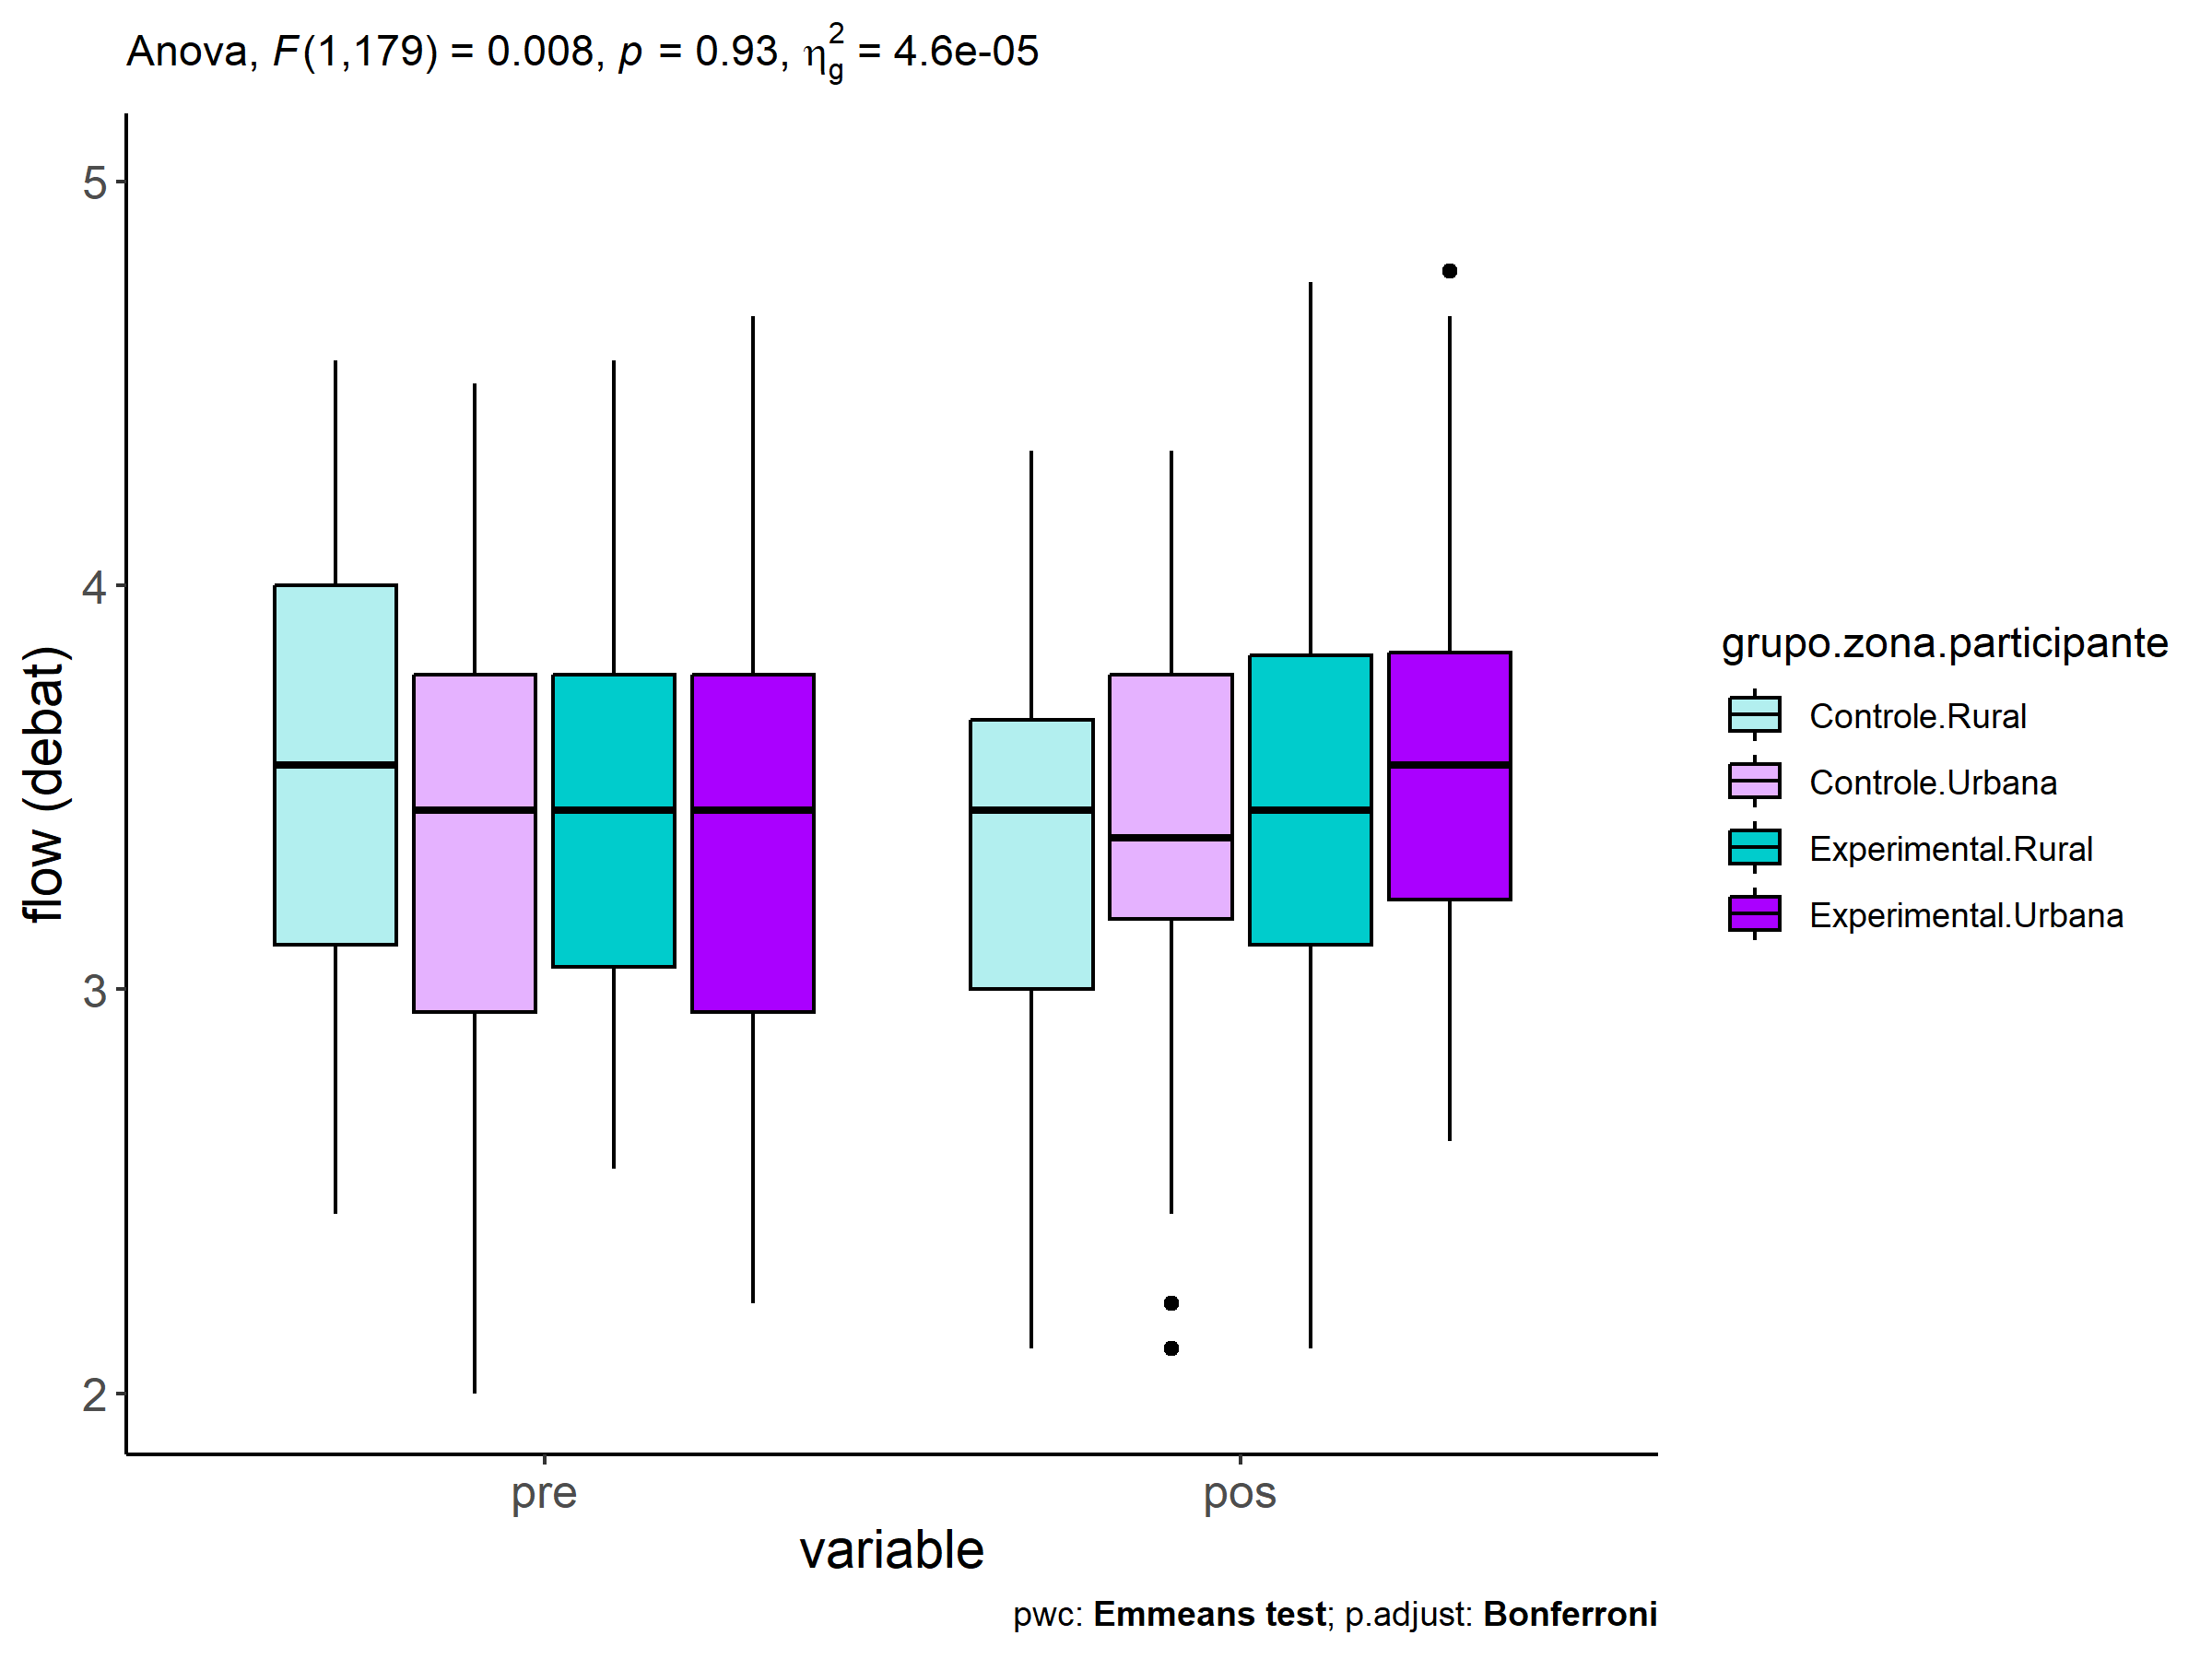 Anova, F(1,179) = 0.008, p = 0.93, η²g = 4.6e-05
5
4
3
2
flow (debat)
pre
pos
variable
grupo.zona.participante
Controle.Rural
Controle.Urbana
Experimental.Rural
Experimental.Urbana
pwc: Emmeans test; p.adjust: Bonferroni